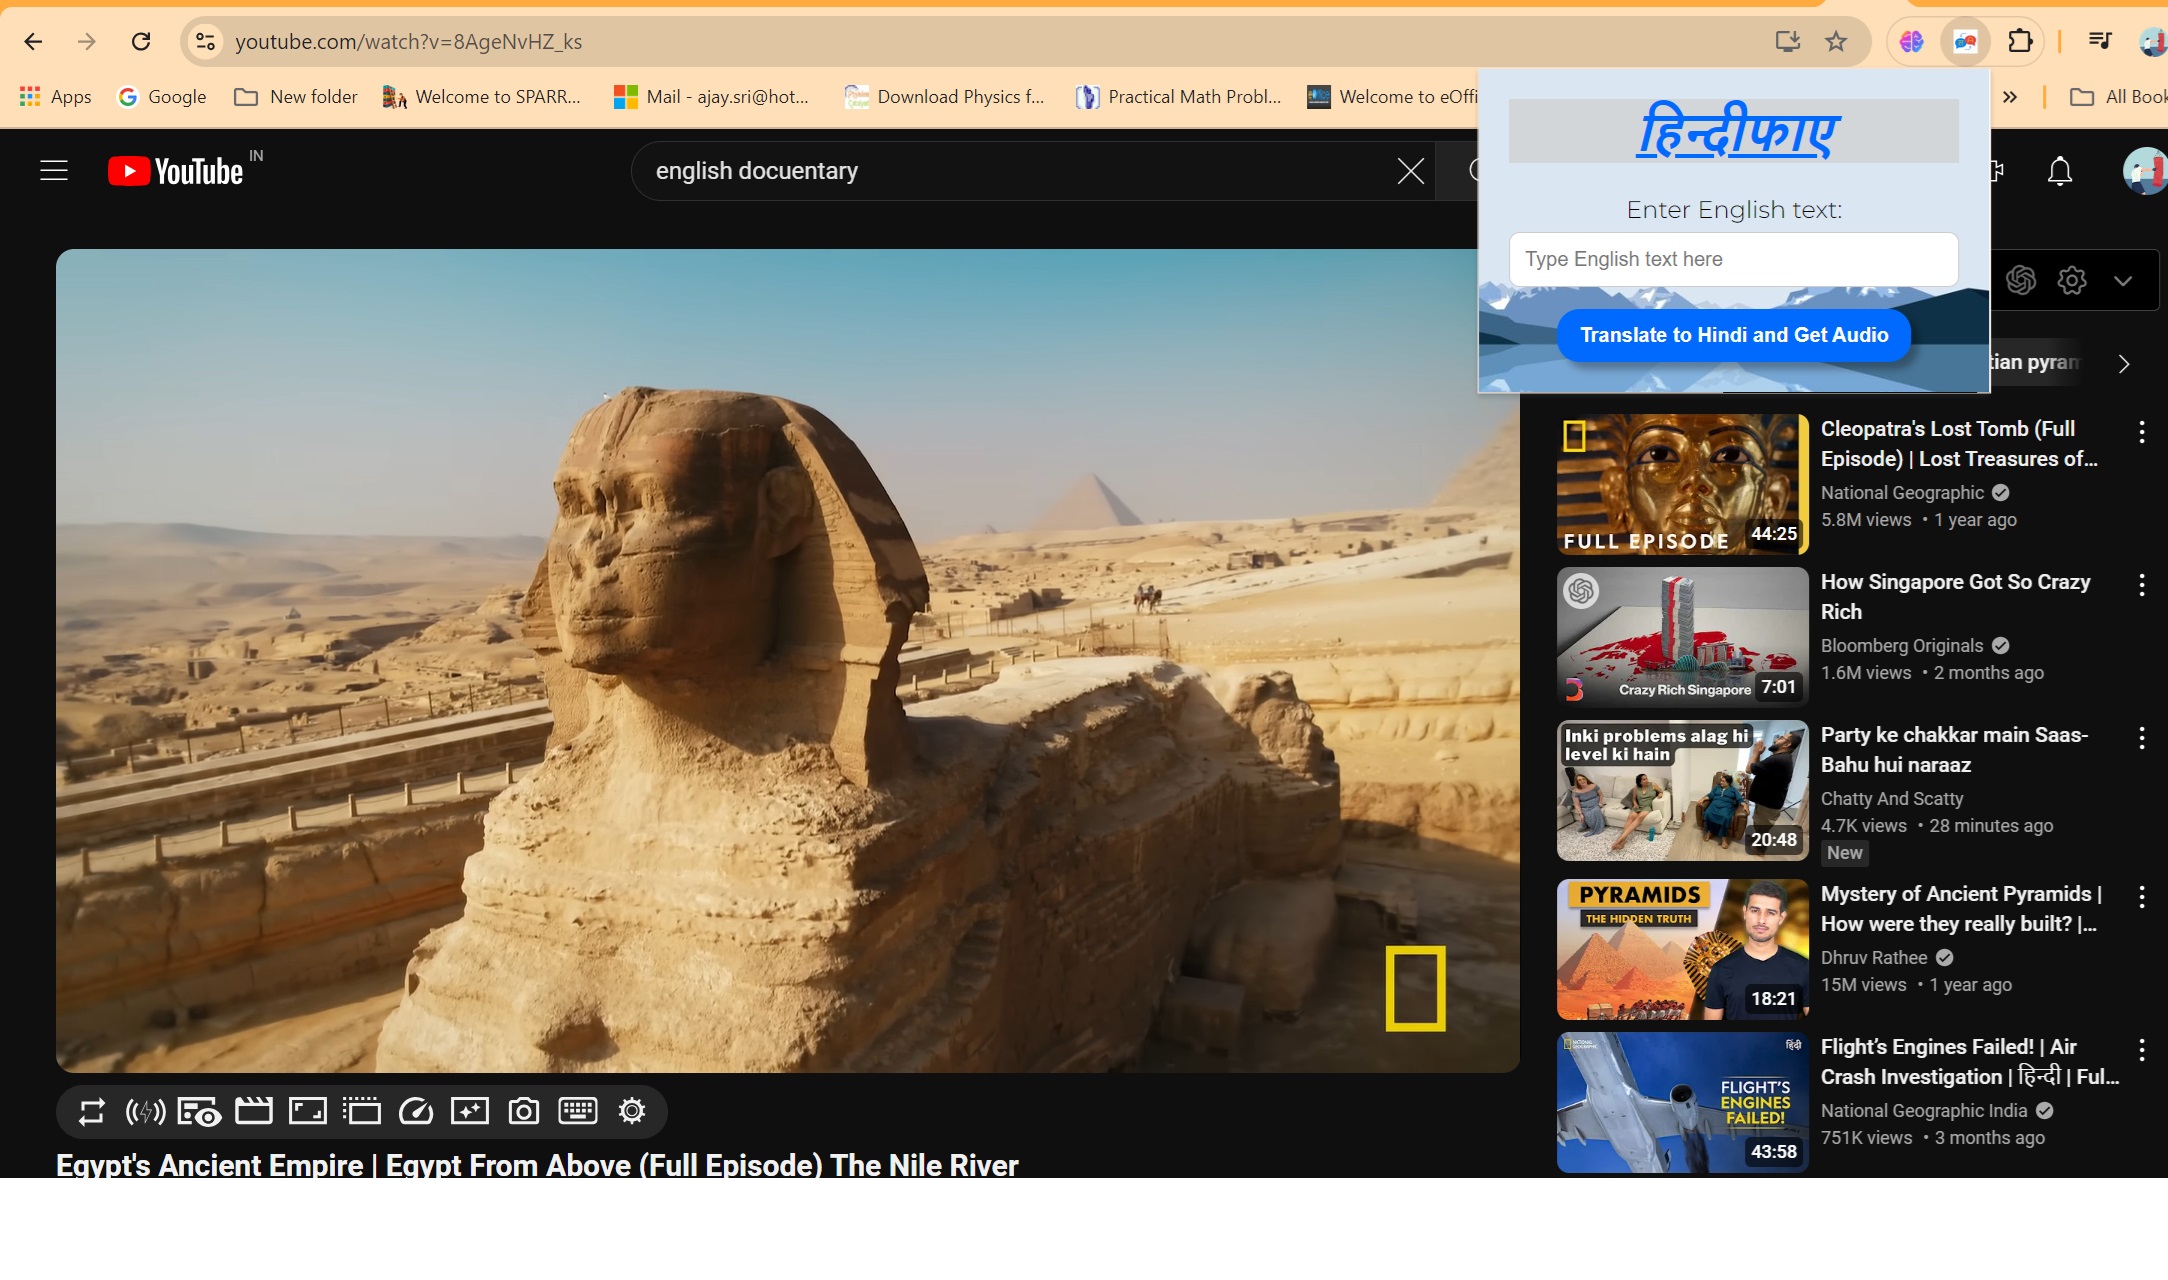 youtube.com/watch?v=8AgeNvHZ_ks
Apps
Google
New folder
Welcome to SPARR...
Mail - ajay.sri@hot...
Download Physics f...
Practical Math Probl...
Welcome to eOffi
»
All Book
YouTube IN
english docuentary
हिन्दीफाए
Enter English text:
Type English text here
Translate to Hindi and Get Audio
tian pyram
FULL EPISODE
44:25
Cleopatra's Lost Tomb (Full
Episode) | Lost Treasures of...
National Geographic
5.8M views • 1 year ago
Crazy Rich Singapore
7:01
How Singapore Got So Crazy
Rich
Bloomberg Originals
1.6M views • 2 months ago
Inki problems alag hi
level ki hain
20:48
Party ke chakkar main Saas-
Bahu hui naraaz
Chatty And Scatty
4.7K views • 28 minutes ago
New
PYRAMIDS
THE HIDDEN TRUTH
18:21
Mystery of Ancient Pyramids |
How were they really built? |...
Dhruv Rathee
15M views • 1 year ago
हिंदी
FLIGHT'S
ENGINES
FAILED!
43:58
Flight’s Engines Failed! | Air
Crash Investigation | हिन्दी | Ful...
National Geographic India
751K views • 3 months ago
Egypt's Ancient Empire | Egypt From Above (Full Episode) The Nile River